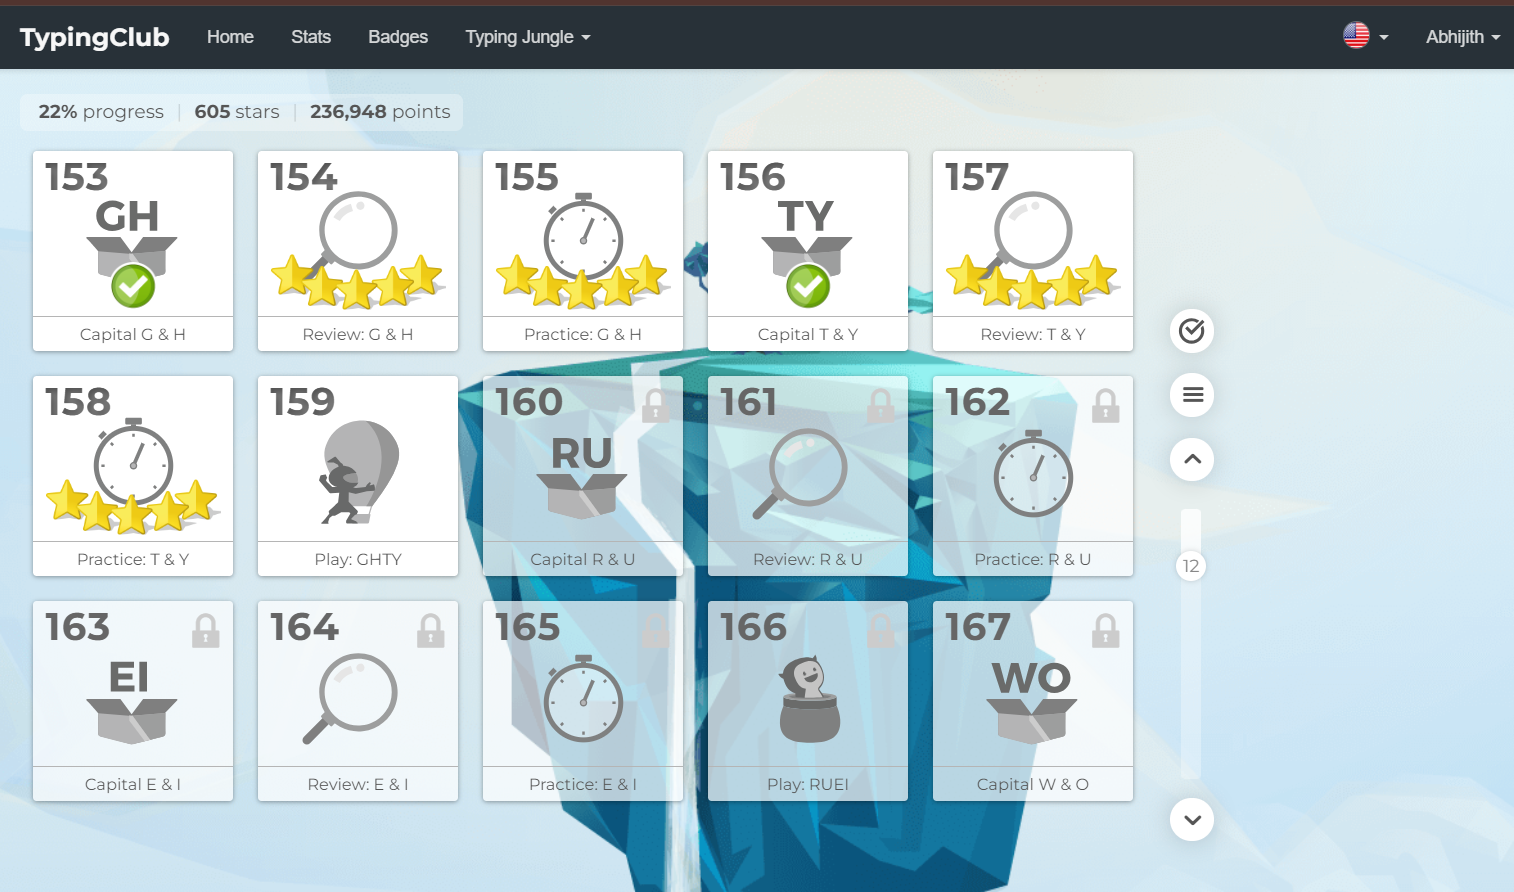 TypingClub Home Stats Badges Typing Jungle Abhijith
22% progress | 605 stars | 236,948 points
153 154 155 156 157
GH TY
Capital G & H Review: G & H Practice: G & H Capital T & Y Review: T & Y
158 159 160 161 162
RU
Practice: T & Y Play: GHTY Capital R & U Review: R & U Practice: R & U
12
163 164 165 166 167
EI WO
Capital E & I Review: E & I Practice: E & I Play: RUEI Capital W & O